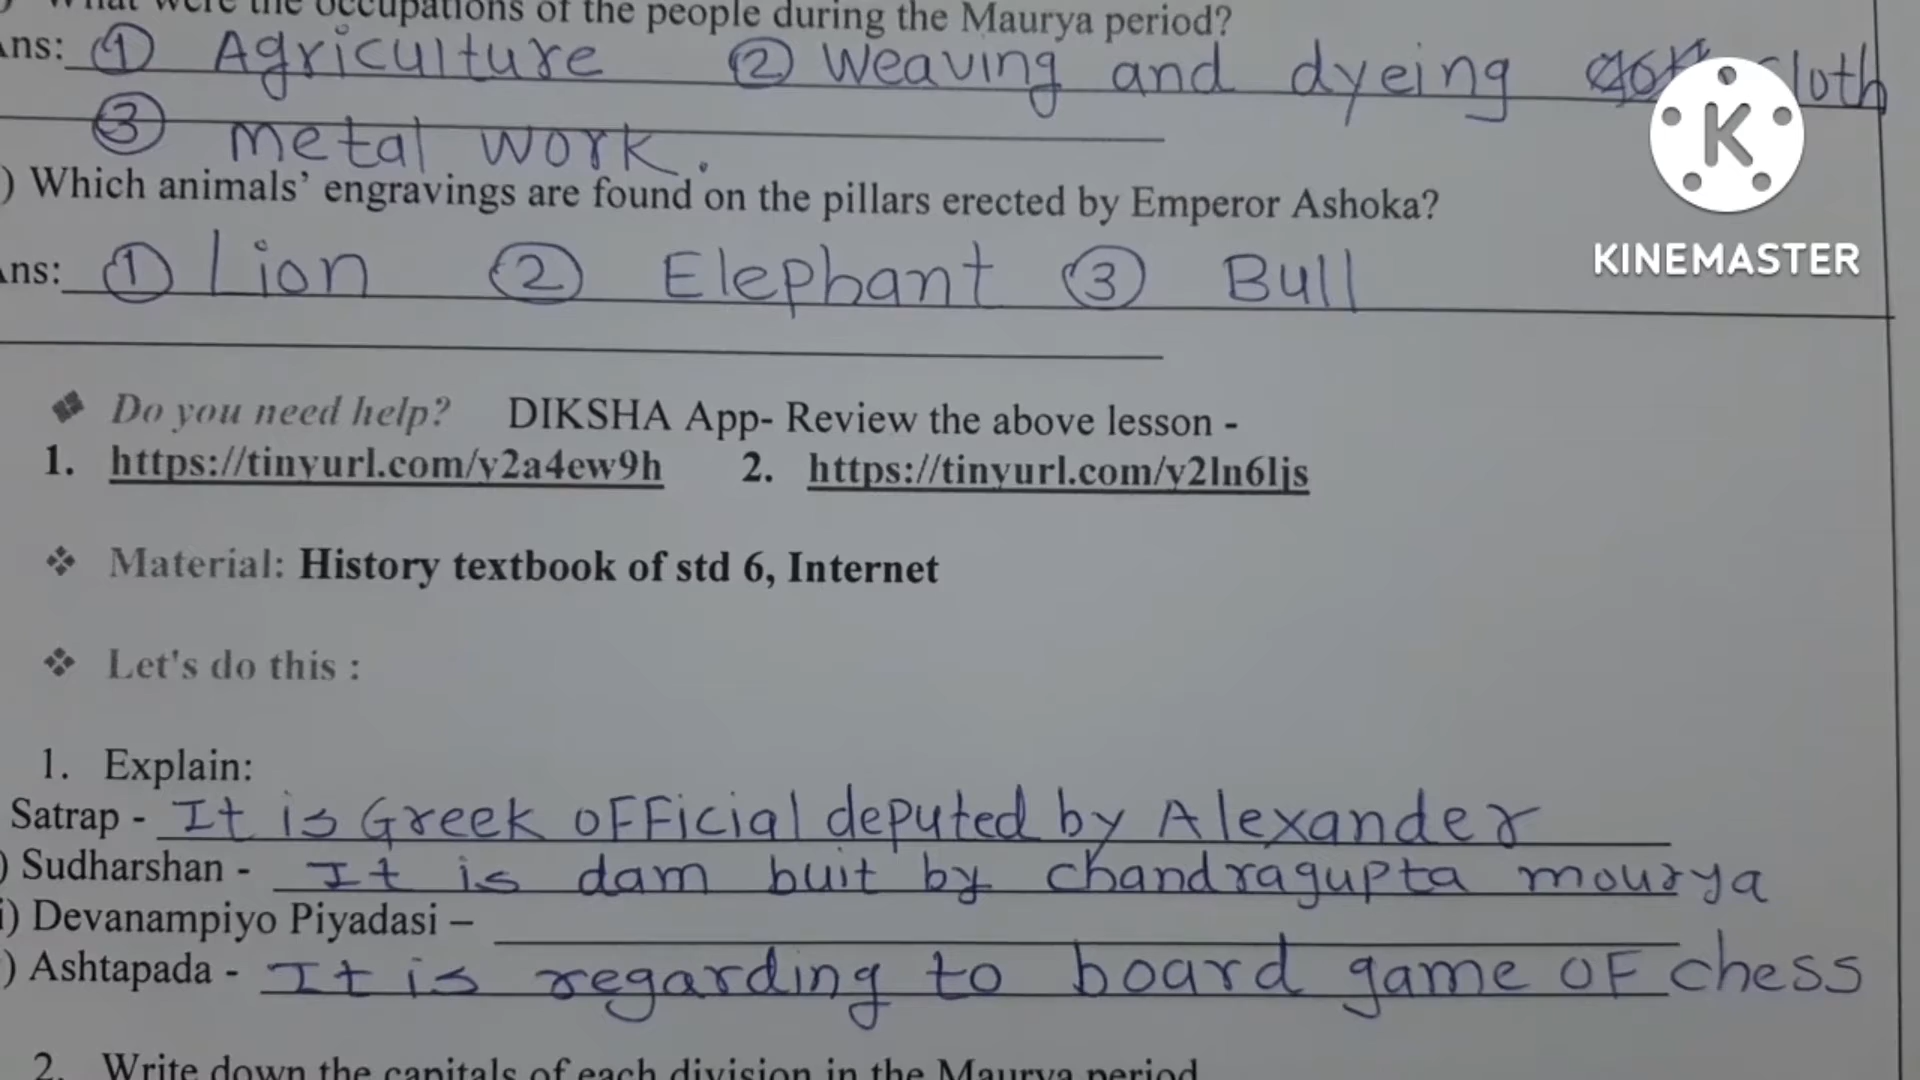 What were the occupations of the people during the Maurya period?
Ans: ① Agriculture ② Weaving and dyeing cloth
③ metal work.
) Which animals’ engravings are found on the pillars erected by Emperor Ashoka?
Ans: ① Lion ② Elephant ③ Bull
K
KINEMASTER
❖ Do you need help? DIKSHA App- Review the above lesson -
1. https://tinyurl.com/y2a4ew9h 2. https://tinyurl.com/y2ln6ljs
❖ Material: History textbook of std 6, Internet
❖ Let's do this :
1. Explain:
Satrap - It is Greek oFFicial deputed by Alexander
) Sudharshan - It is dam buit by chandragupta mourya
i) Devanampiyo Piyadasi –
) Ashtapada - It is regarding to board game oF chess
2. Write down the capitals of each division in the Maurya period